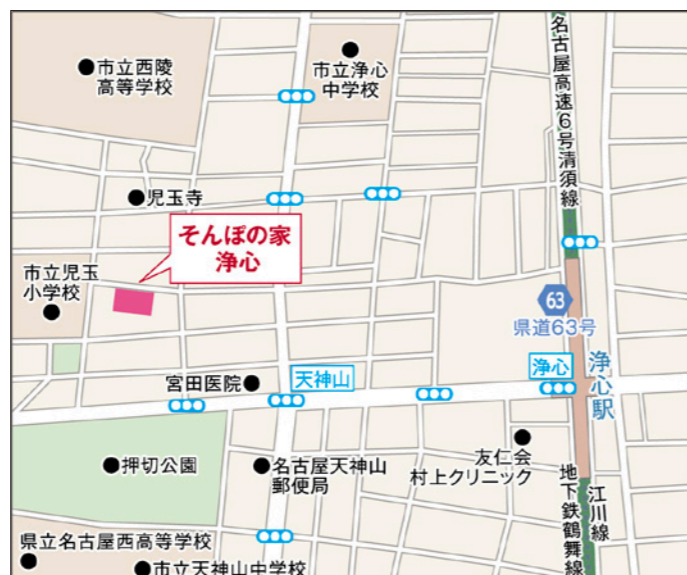 市立西陵
高等学校
市立浄心
中学校
名古屋高速6号清須線
児玉寺
そんぽの家
浄心
市立児玉
小学校
63
県道63号
宮田医院
天神山
浄心
浄心駅
押切公園
名古屋天神山
郵便局
友仁会
村上クリニック
地下鉄鶴舞線
江川線
県立名古屋西高等学校
市立天神山中学校